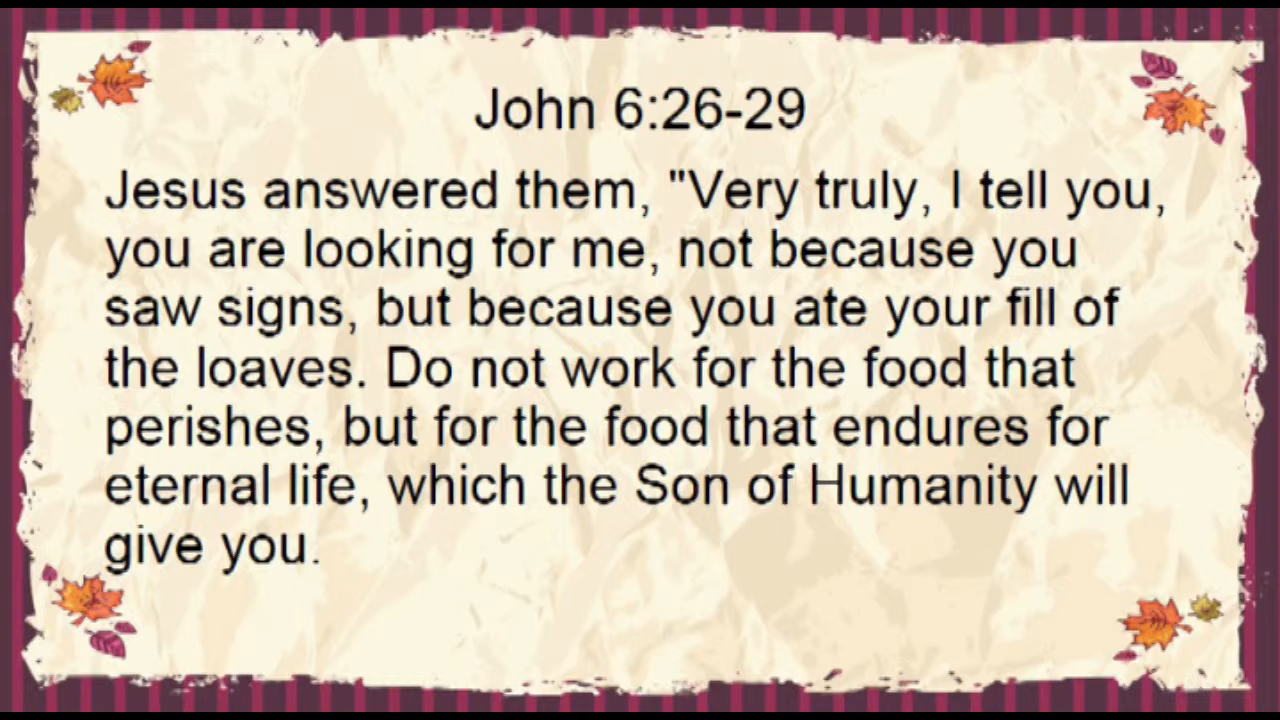 John 6:26-29
Jesus answered them, "Very truly, I tell you,
you are looking for me, not because you
saw signs, but because you ate your fill of
the loaves. Do not work for the food that
perishes, but for the food that endures for
eternal life, which the Son of Humanity will
give you.